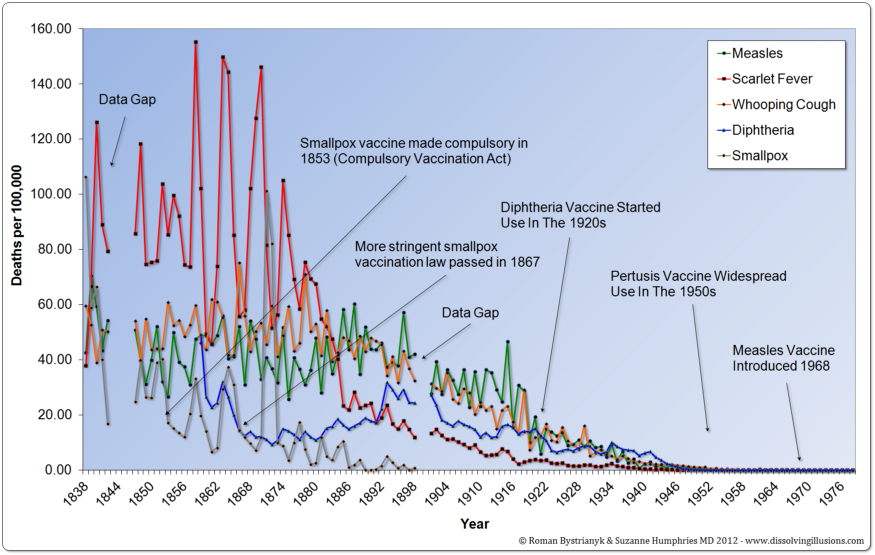 160.00
140.00
120.00
100.00
80.00
60.00
40.00
20.00
0.00
Deaths per 100,000
Data Gap
Smallpox vaccine made compulsory in
1853 (Compulsory Vaccination Act)
More stringent smallpox
vaccination law passed in 1867
Data Gap
Diphtheria Vaccine Started
Use In The 1920s
Pertusis Vaccine Widespread
Use In The 1950s
Measles Vaccine
Introduced 1968
Measles
Scarlet Fever
Whooping Cough
Diphtheria
Smallpox
1838
1844
1850
1856
1862
1868
1874
1880
1886
1892
1898
1904
1910
1916
1922
1928
1934
1940
1946
1952
1958
1964
1970
1976
Year
© Roman Bystrianyk & Suzanne Humphries MD 2012 - www.dissolvingillusions.com